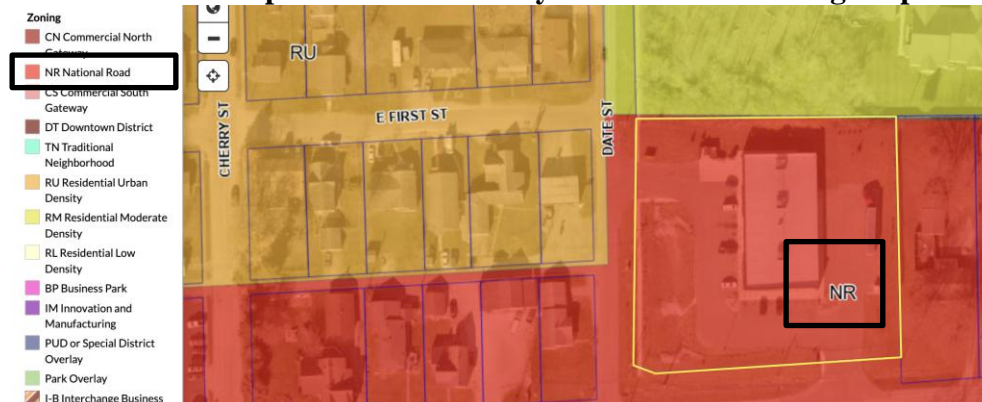 Zoning
CN Commercial North
Gateway
NR National Road
CS Commercial South
Gateway
DT Downtown District
TN Traditional
Neighborhood
RU Residential Urban
Density
RM Residential Moderate
Density
RL Residential Low
Density
BP Business Park
IM Innovation and
Manufacturing
PUD or Special District
Overlay
Park Overlay
I-B Interchange Business
RU
E FIRST ST
CHERRY ST
DATE ST
NR